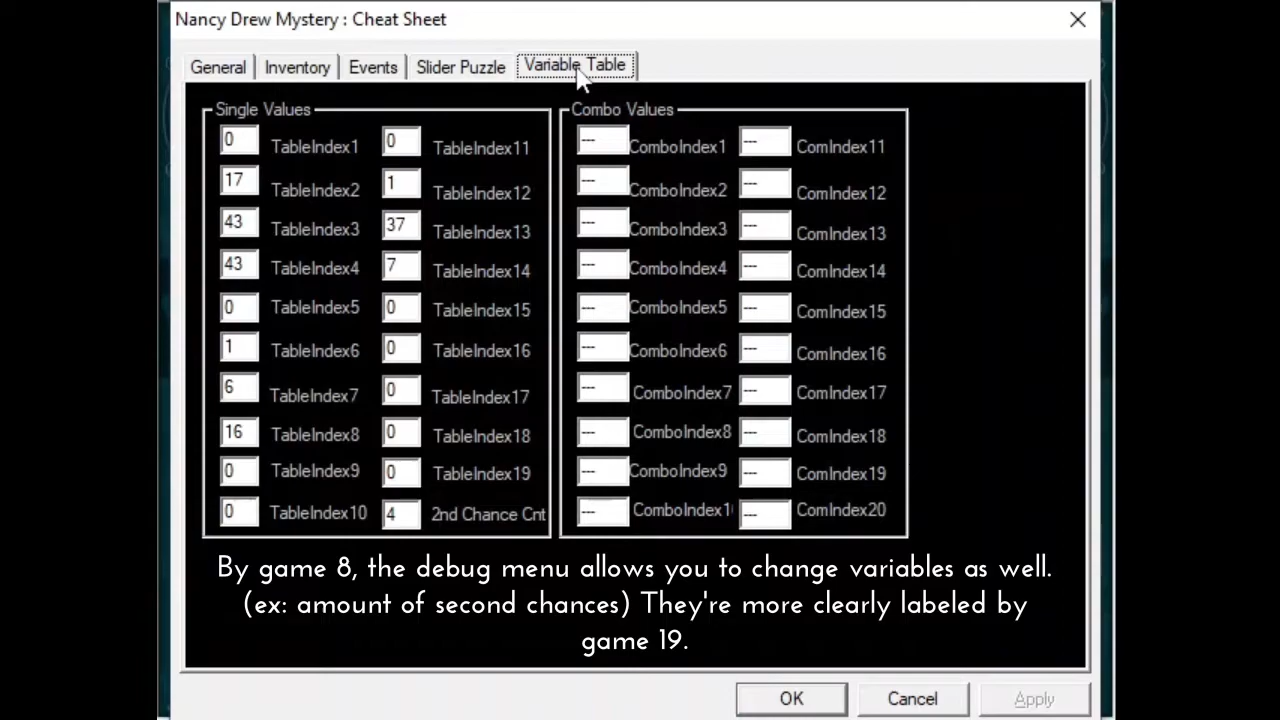 Nancy Drew Mystery : Cheat Sheet
General Inventory Events Slider Puzzle Variable Table
Single Values Combo Values
0 TableIndex1 0 TableIndex11 --- ComboIndex1 --- ComIndex11
17 TableIndex2 1 TableIndex12 --- ComboIndex2 --- ComIndex12
43 TableIndex3 37 TableIndex13 --- ComboIndex3 --- ComIndex13
43 TableIndex4 7 TableIndex14 --- ComboIndex4 --- ComIndex14
0 TableIndex5 0 TableIndex15 --- ComboIndex5 --- ComIndex15
1 TableIndex6 0 TableIndex16 --- ComboIndex6 --- ComIndex16
6 TableIndex7 0 TableIndex17 --- ComboIndex7 --- ComIndex17
16 TableIndex8 0 TableIndex18 --- ComboIndex8 --- ComIndex18
0 TableIndex9 0 TableIndex19 --- ComboIndex9 --- ComIndex19
0 TableIndex10 4 2nd Chance Cnt --- ComboIndex1 --- ComIndex20
By game 8, the debug menu allows you to change variables as well.
(ex: amount of second chances) They're more clearly labeled by
game 19.
OK Cancel Apply